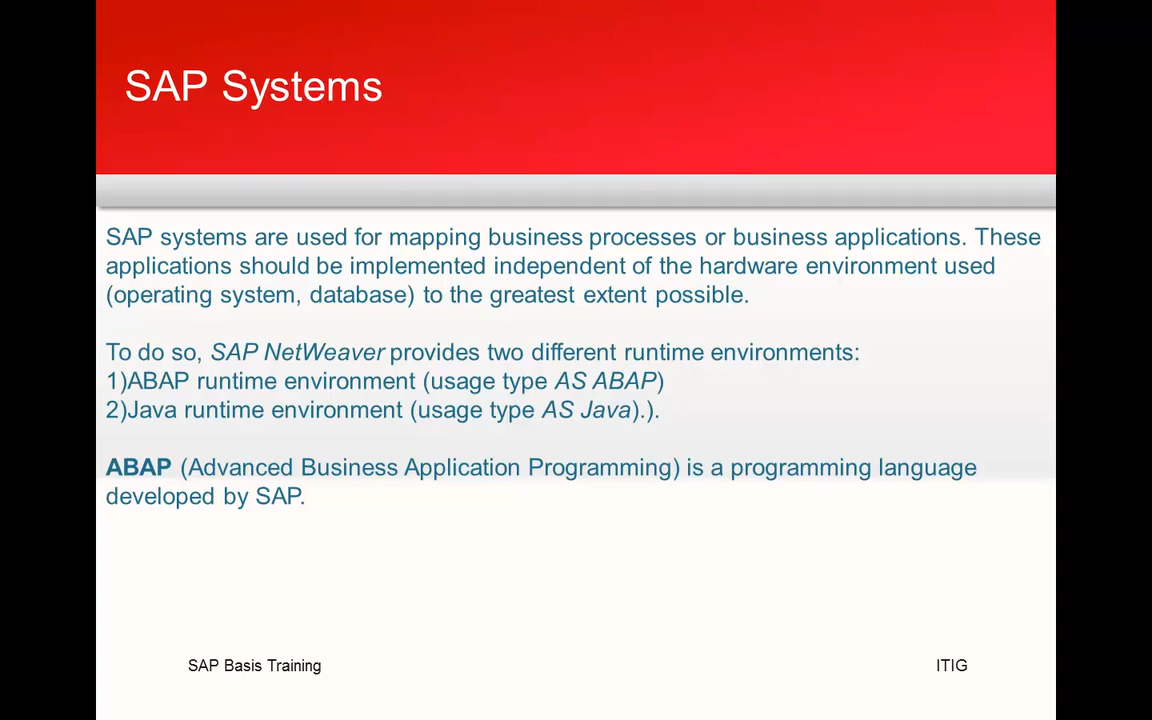 SAP Systems
SAP systems are used for mapping business processes or business applications. These
applications should be implemented independent of the hardware environment used
(operating system, database) to the greatest extent possible.
To do so, SAP NetWeaver provides two different runtime environments:
1)ABAP runtime environment (usage type AS ABAP)
2)Java runtime environment (usage type AS Java).).
ABAP (Advanced Business Application Programming) is a programming language
developed by SAP.
SAP Basis Training
ITIG